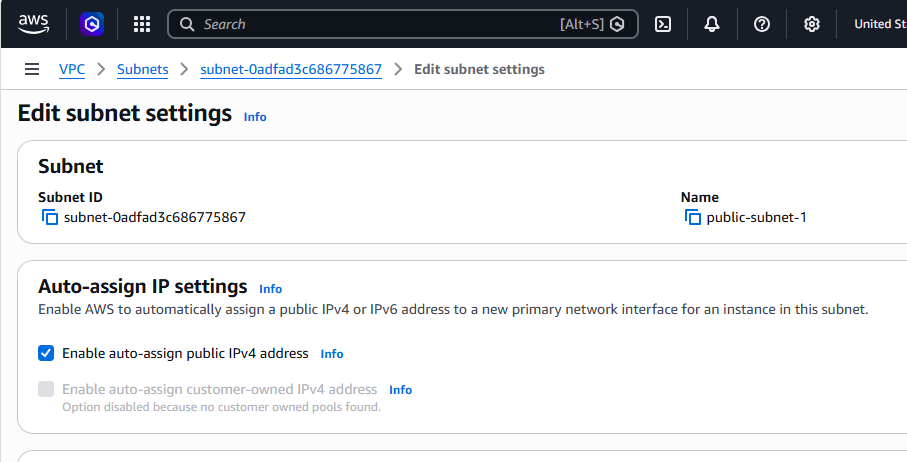 aws Search [Alt+S] United St
VPC > Subnets > subnet-0adfad3c686775867 > Edit subnet settings
Edit subnet settings Info
Subnet
Subnet ID Name
subnet-0adfad3c686775867 public-subnet-1
Auto-assign IP settings Info
Enable AWS to automatically assign a public IPv4 or IPv6 address to a new primary network interface for an instance in this subnet.
Enable auto-assign public IPv4 address Info
Enable auto-assign customer-owned IPv4 address Info
Option disabled because no customer owned pools found.